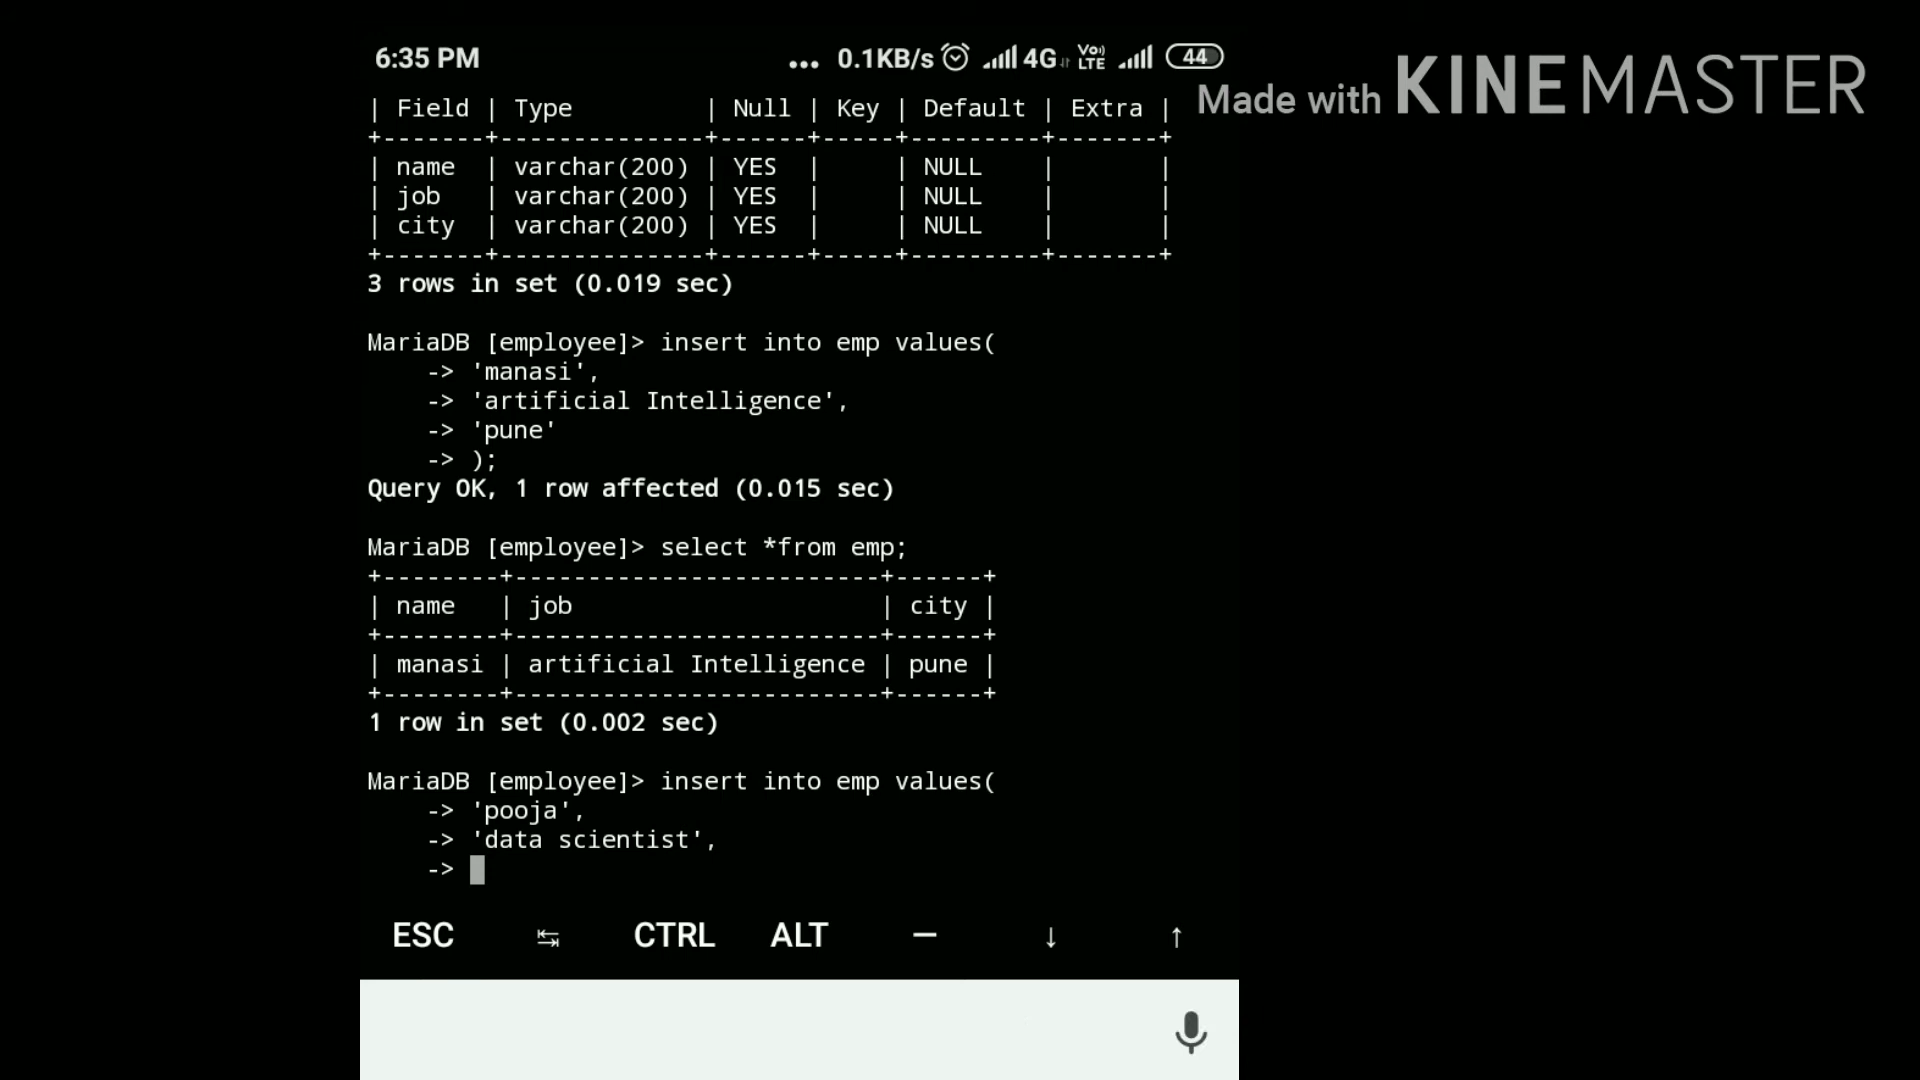 6:35 PM ... 0.1KB/s 4G Vo)) LTE 44
Made with KINEMASTER
| Field | Type         | Null | Key | Default | Extra |
+-------+--------------+------+-----+---------+-------+
| name  | varchar(200) | YES  |     | NULL    |       |
| job   | varchar(200) | YES  |     | NULL    |       |
| city  | varchar(200) | YES  |     | NULL    |       |
+-------+--------------+------+-----+---------+-------+
3 rows in set (0.019 sec)
MariaDB [employee]> insert into emp values(
    -> 'manasi',
    -> 'artificial Intelligence',
    -> 'pune'
    -> );
Query OK, 1 row affected (0.015 sec)
MariaDB [employee]> select *from emp;
+--------+-------------------------+------+
| name   | job                     | city |
+--------+-------------------------+------+
| manasi | artificial Intelligence | pune |
+--------+-------------------------+------+
1 row in set (0.002 sec)
MariaDB [employee]> insert into emp values(
    -> 'pooja',
    -> 'data scientist',
    ->
ESC ↹ CTRL ALT — ↓ ↑